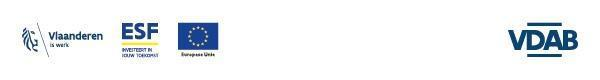 Vlaanderen
is werk
ESF
INVESTEERT IN
JOUW TOEKOMST
Europese Unie
VDAB